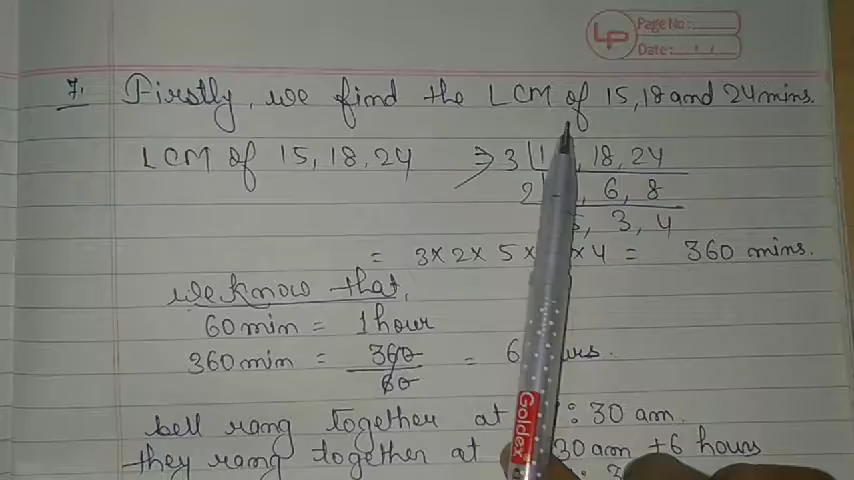 LP Page No:
Date:
7. Firstly, we find the LCM of 15, 18 and 24 mins.
LCM of 15, 18, 24 ⇒ 3 | 1 , 18, 24
2 , 6, 8
5, 3, 4
= 3 × 2 × 5 × × 4 = 360 mins.
we know that,
60 min = 1 hour
360 min = 360/60 = 6
bell rang together at : 30 am.
they rang together at 30 am + 6 hours
Goldex